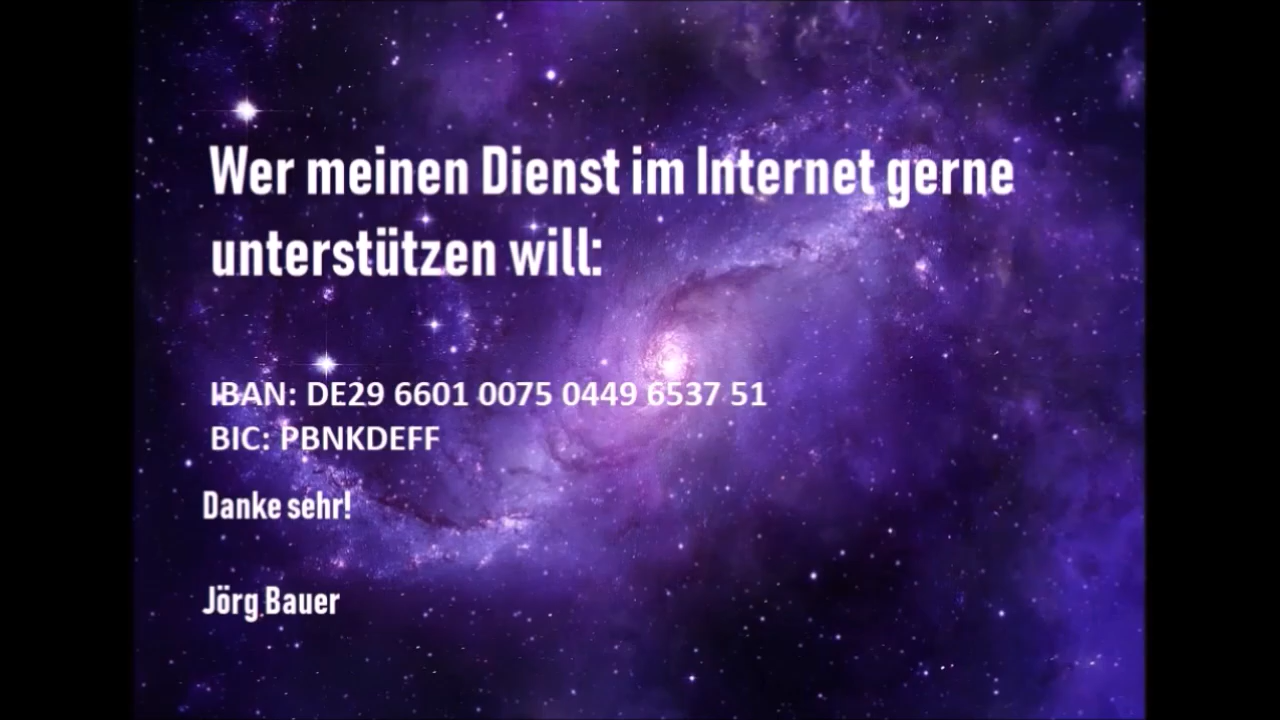 Wer meinen Dienst im Internet gerne
unterstützen will:
IBAN: DE29 6601 0075 0449 6537 51
BIC: PBNKDEFF
Danke sehr!
Jörg Bauer